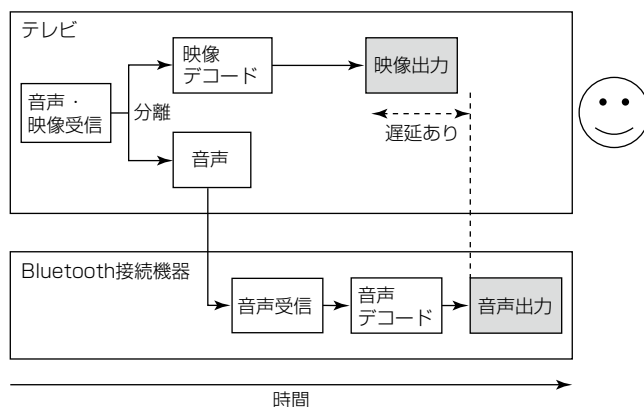 テレビ
音声・
映像受信
分離
映像
デコード
映像出力
遅延あり
音声
Bluetooth接続機器
音声受信
音声
デコード
音声出力
時間